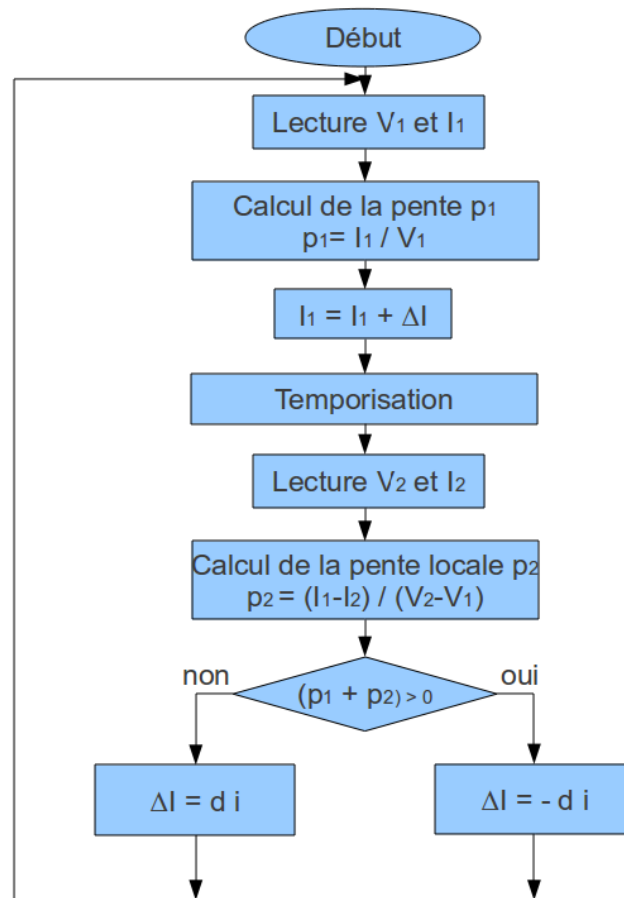 Début
Lecture V₁ et I₁
Calcul de la pente p₁
p₁= I₁ / V₁
I₁ = I₁ + ΔI
Temporisation
Lecture V₂ et I₂
Calcul de la pente locale p₂
p₂ = (I₁-I₂) / (V₂-V₁)
non
oui
(p₁ + p₂) > 0
ΔI = d i
ΔI = - d i